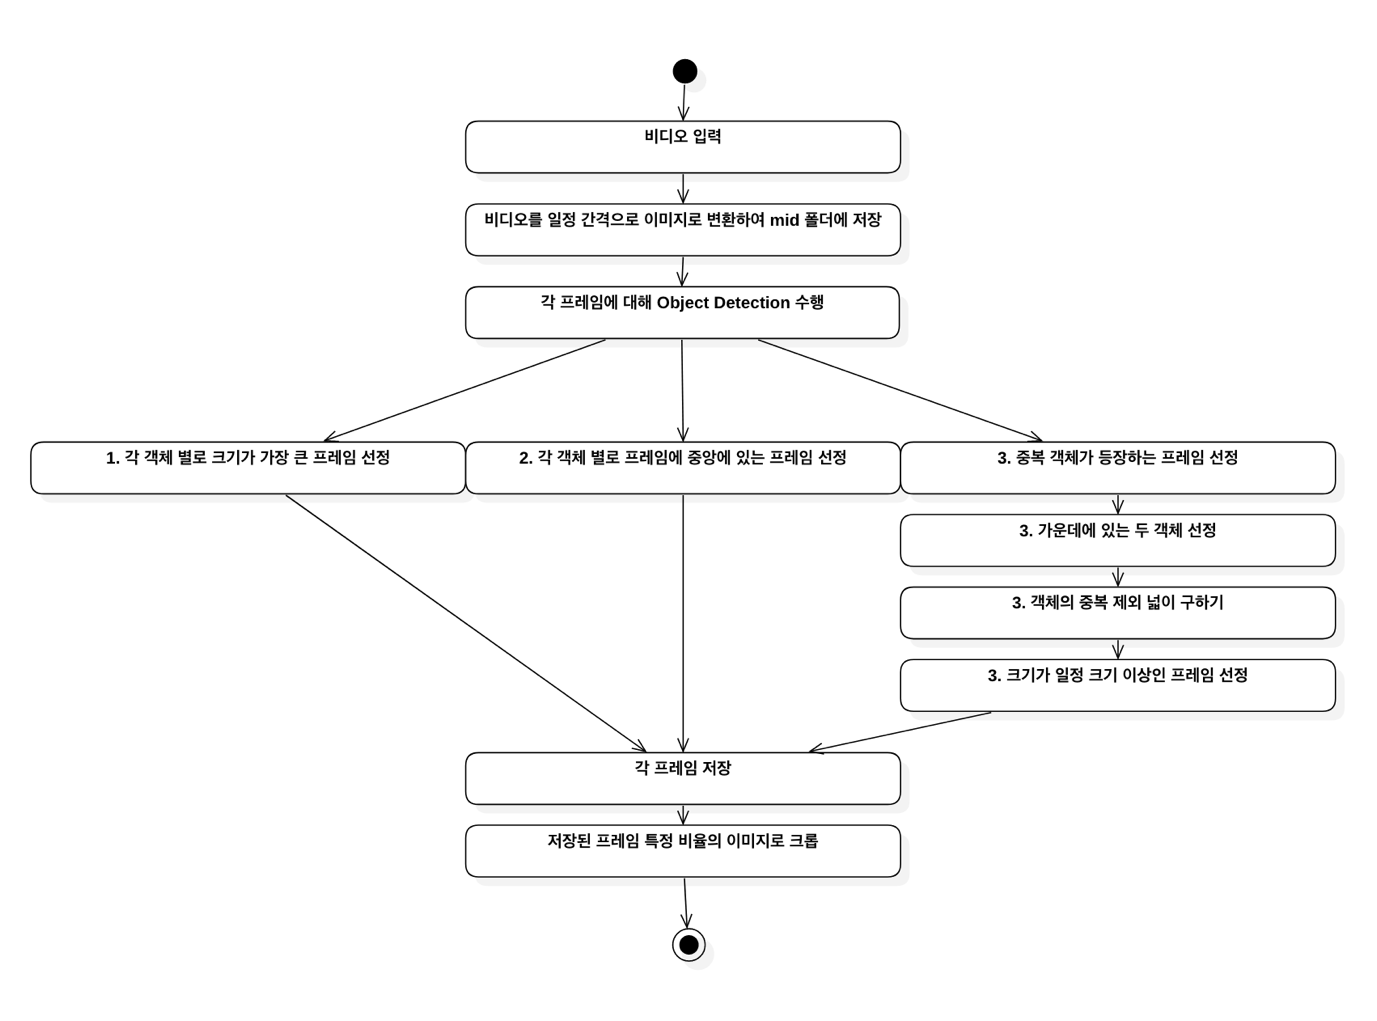 비디오 입력
비디오를 일정 간격으로 이미지로 변환하여 mid 폴더에 저장
각 프레임에 대해 Object Detection 수행
1. 각 객체 별로 크기가 가장 큰 프레임 선정
2. 각 객체 별로 프레임에 중앙에 있는 프레임 선정
3. 중복 객체가 등장하는 프레임 선정
3. 가운데에 있는 두 객체 선정
3. 객체의 중복 제외 넓이 구하기
3. 크기가 일정 크기 이상인 프레임 선정
각 프레임 저장
저장된 프레임 특정 비율의 이미지로 크롭